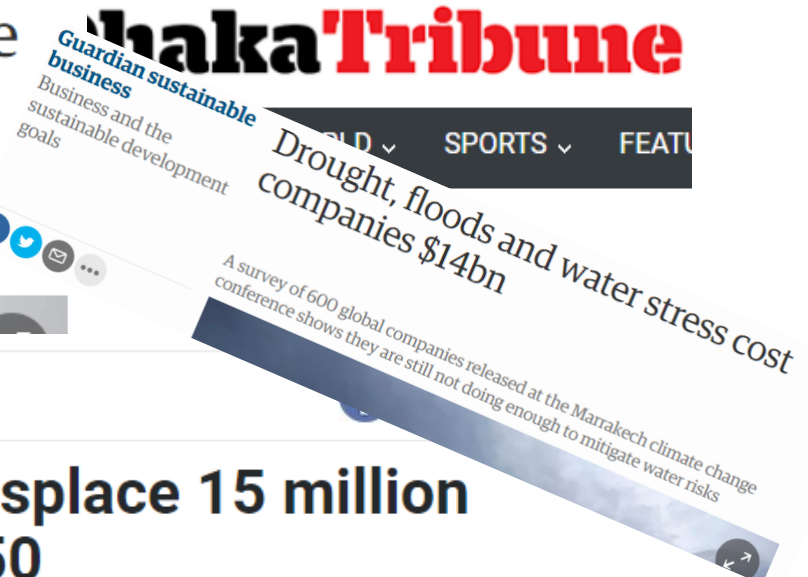 e
haka Tribune
LD
SPORTS
FEATU
Guardian sustainable
business
Business and the
sustainable development
goals
Drought, floods and water stress cost
companies $14bn
A survey of 600 global companies released at the Marrakech climate change
conference shows they are still not doing enough to mitigate water risks
splace 15 million
50